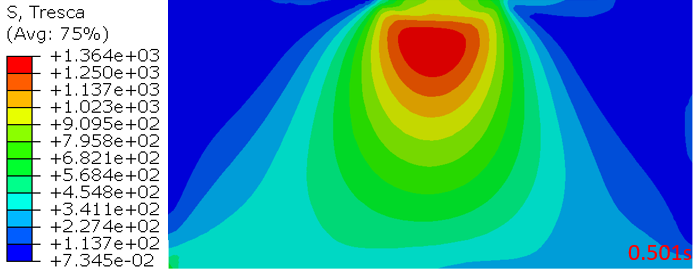 S, Tresca
(Avg: 75%)
+1.364e+03
+1.250e+03
+1.137e+03
+1.023e+03
+9.095e+02
+7.958e+02
+6.821e+02
+5.684e+02
+4.548e+02
+3.411e+02
+2.274e+02
+1.137e+02
+7.345e-02
0.501s